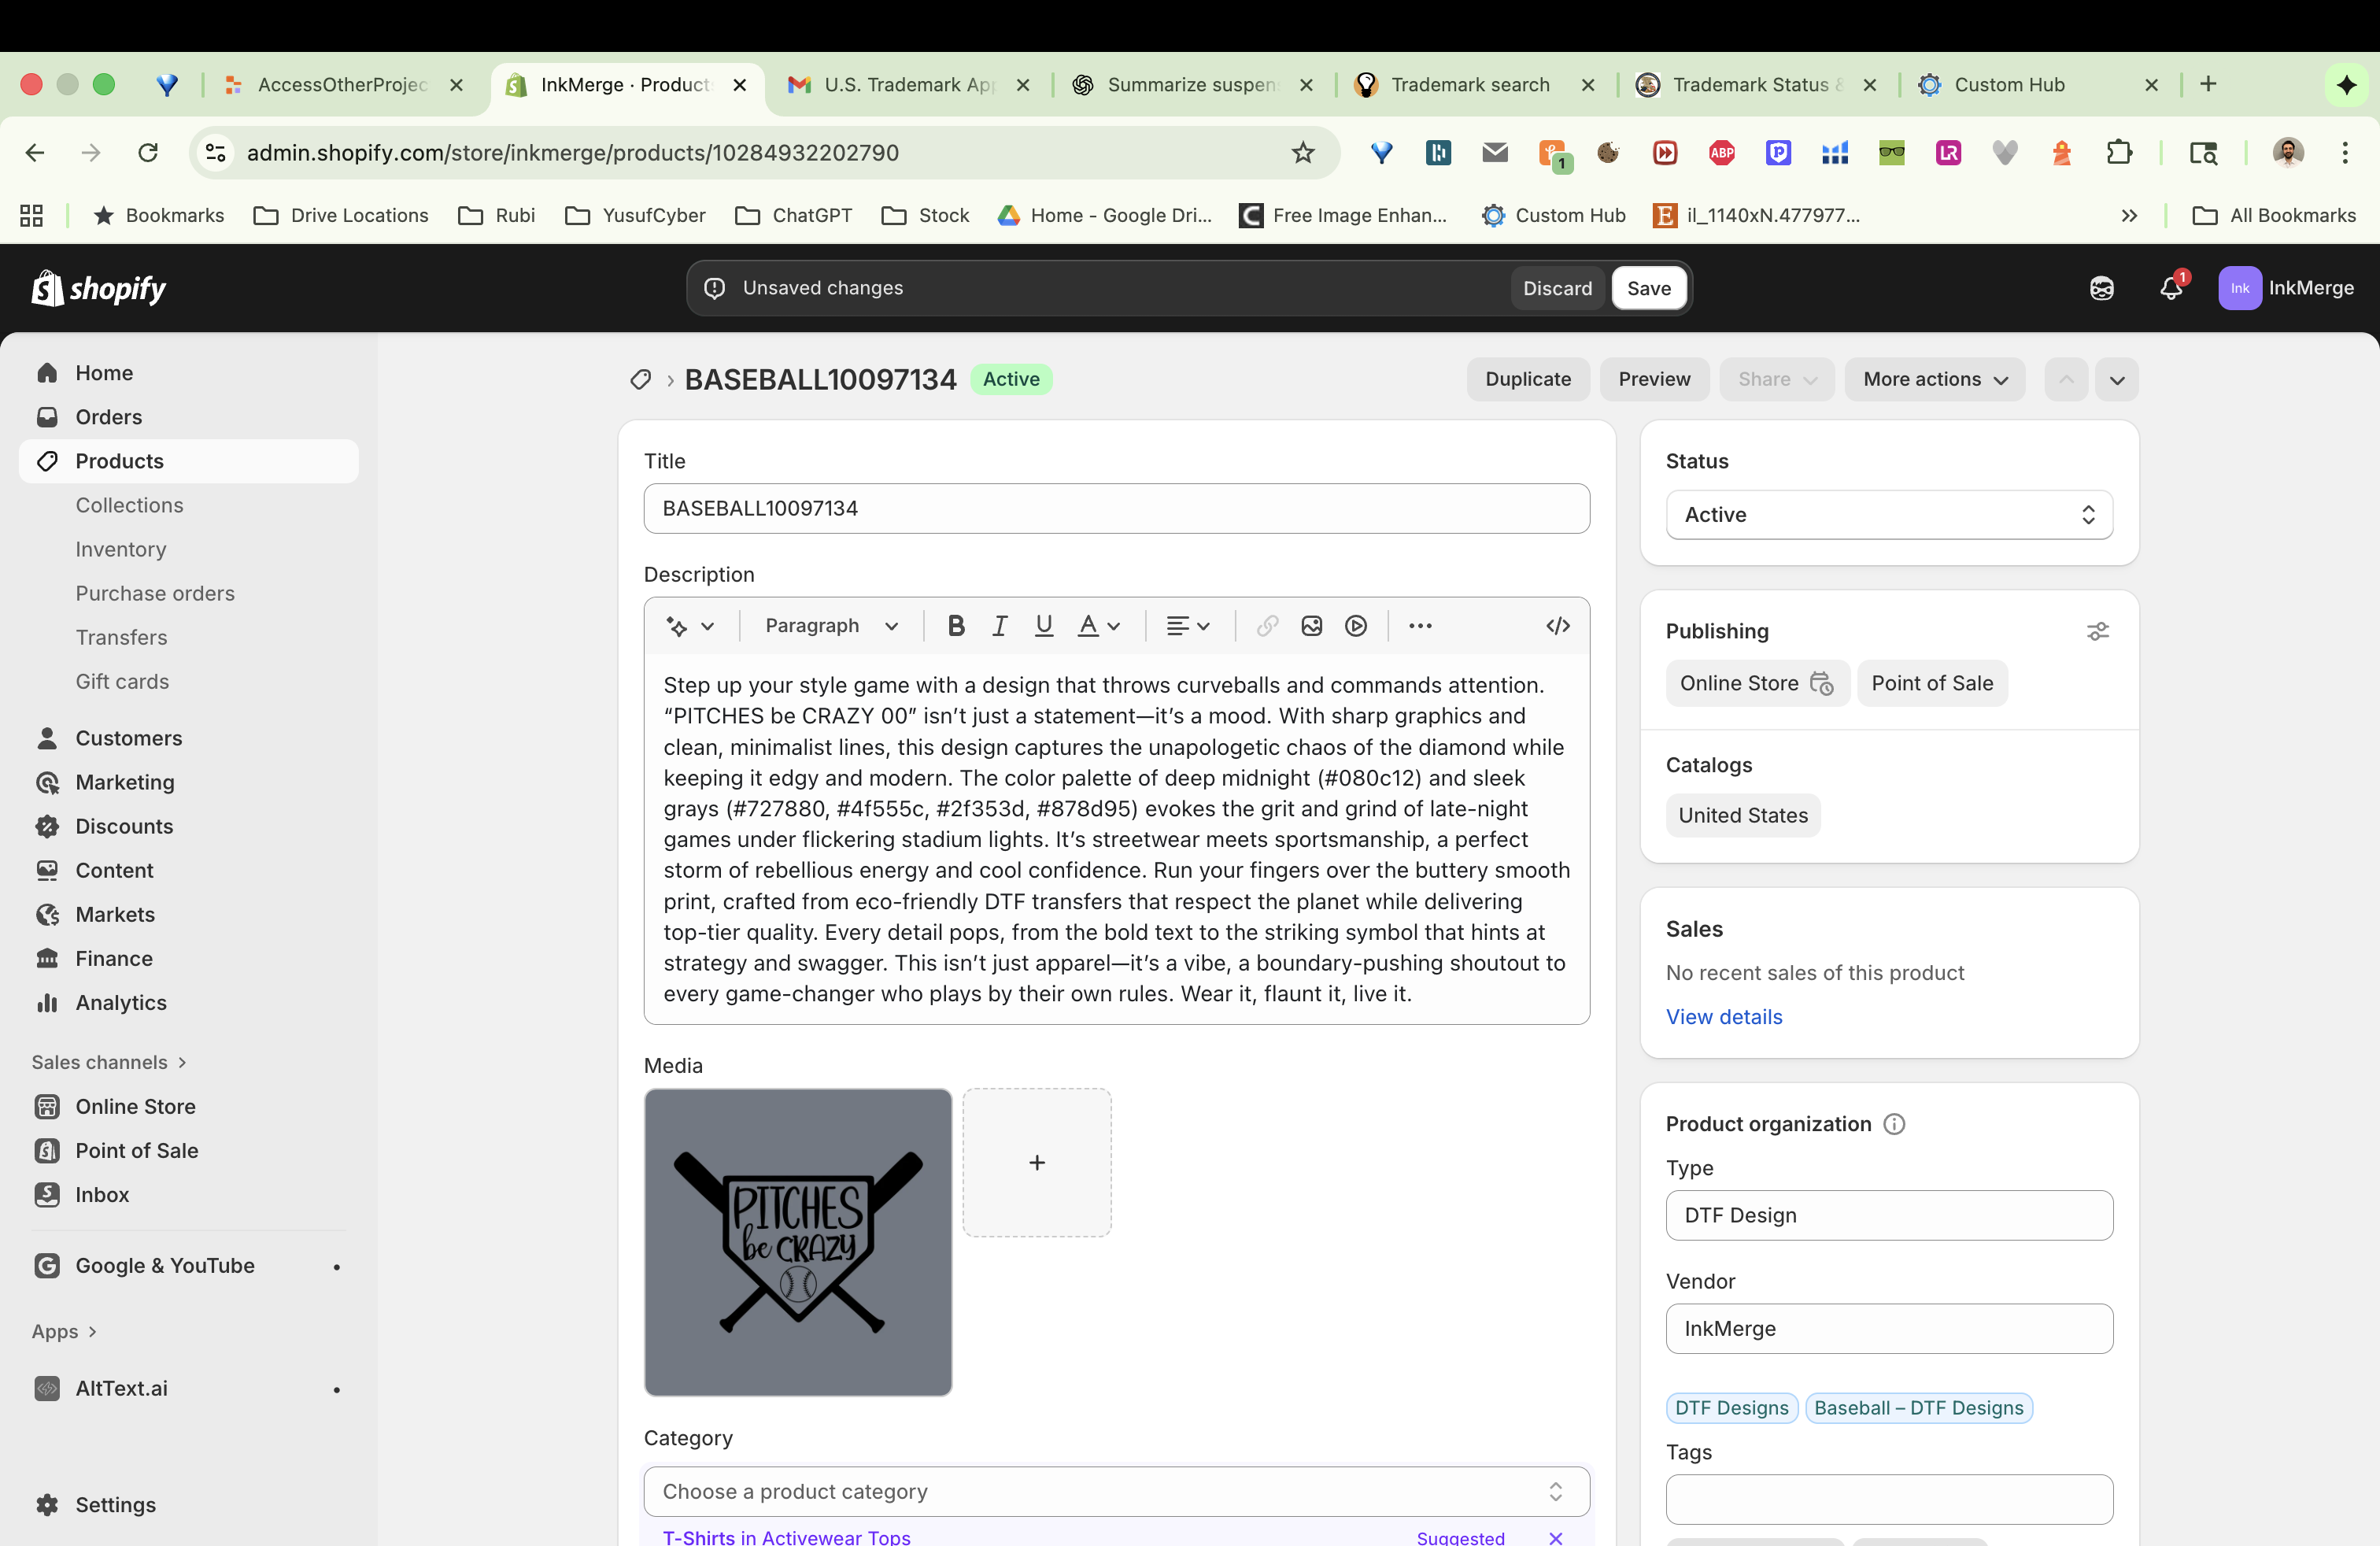 AccessOtherProjec
InkMerge · Product
U.S. Trademark App
Summarize suspen
Trademark search
Trademark Status &
Custom Hub
admin.shopify.com/store/inkmerge/products/10284932202790
1
ABP
LR
Bookmarks
Drive Locations
Rubi
YusufCyber
ChatGPT
Stock
Home - Google Dri...
Free Image Enhan...
Custom Hub
il_1140xN.477977...
All Bookmarks
shopify
Unsaved changes
Discard
Save
1
Ink
InkMerge
Home
Orders
Products
Collections
Inventory
Purchase orders
Transfers
Gift cards
Customers
Marketing
Discounts
Content
Markets
Finance
Analytics
Sales channels
Online Store
Point of Sale
Inbox
Google & YouTube
Apps
AltText.ai
Settings
BASEBALL10097134
Active
Duplicate
Preview
Share
More actions
Title
BASEBALL10097134
Description
Paragraph
Step up your style game with a design that throws curveballs and commands attention.
“PITCHES be CRAZY 00” isn’t just a statement—it’s a mood. With sharp graphics and
clean, minimalist lines, this design captures the unapologetic chaos of the diamond while
keeping it edgy and modern. The color palette of deep midnight (#080c12) and sleek
grays (#727880, #4f555c, #2f353d, #878d95) evokes the grit and grind of late-night
games under flickering stadium lights. It’s streetwear meets sportsmanship, a perfect
storm of rebellious energy and cool confidence. Run your fingers over the buttery smooth
print, crafted from eco-friendly DTF transfers that respect the planet while delivering
top-tier quality. Every detail pops, from the bold text to the striking symbol that hints at
strategy and swagger. This isn’t just apparel—it’s a vibe, a boundary-pushing shoutout to
every game-changer who plays by their own rules. Wear it, flaunt it, live it.
Media
PITCHES
be CRAZY
Category
Choose a product category
T-Shirts in Activewear Tops
Suggested
Status
Active
Publishing
Online Store
Point of Sale
Catalogs
United States
Sales
No recent sales of this product
View details
Product organization
Type
DTF Design
Vendor
InkMerge
DTF Designs
Baseball – DTF Designs
Tags